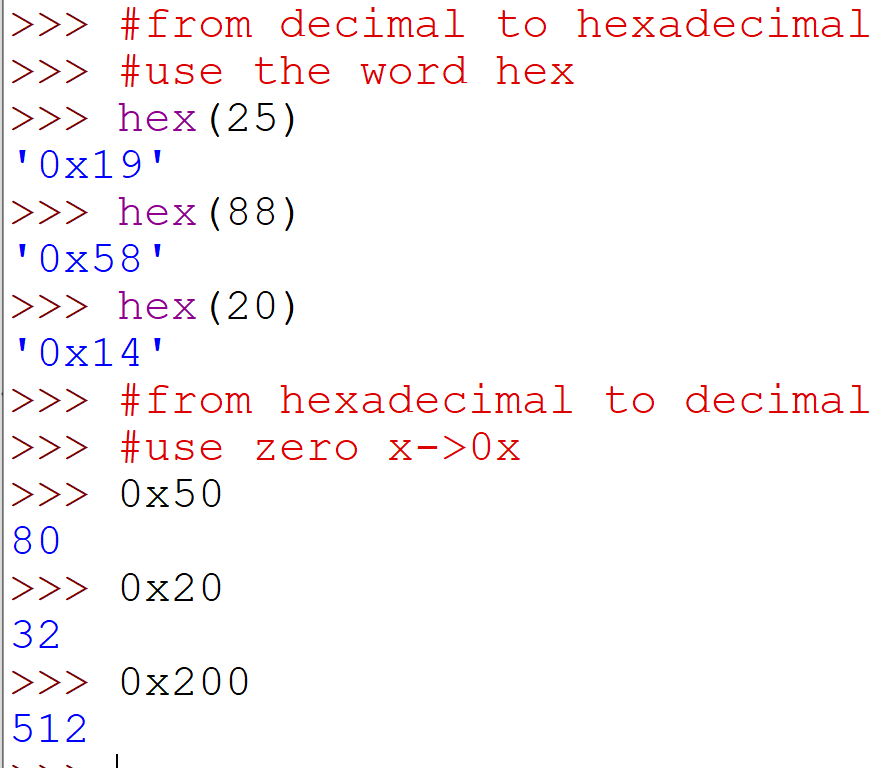 >>> #from decimal to hexadecimal
>>> #use the word hex
>>> hex(25)
'0x19'
>>> hex(88)
'0x58'
>>> hex(20)
'0x14'
>>> #from hexadecimal to decimal
>>> #use zero x->0x
>>> 0x50
80
>>> 0x20
32
>>> 0x200
512
>>>